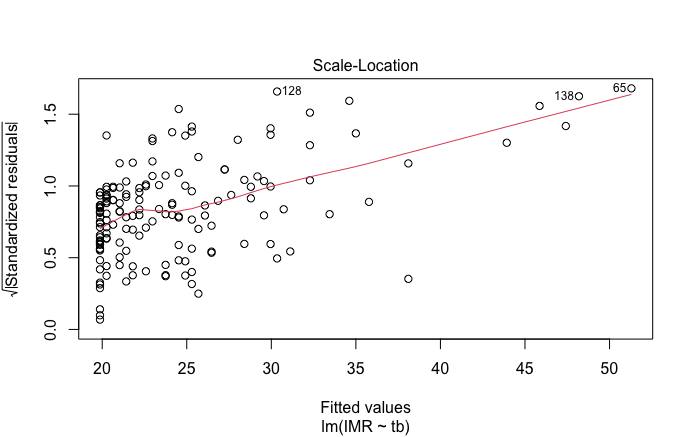 Scale-Location
√|Standardized residuals|
1.5
1.0
0.5
0.0
128
138
65
20 25 30 35 40 45 50
Fitted values
lm(IMR ~ tb)